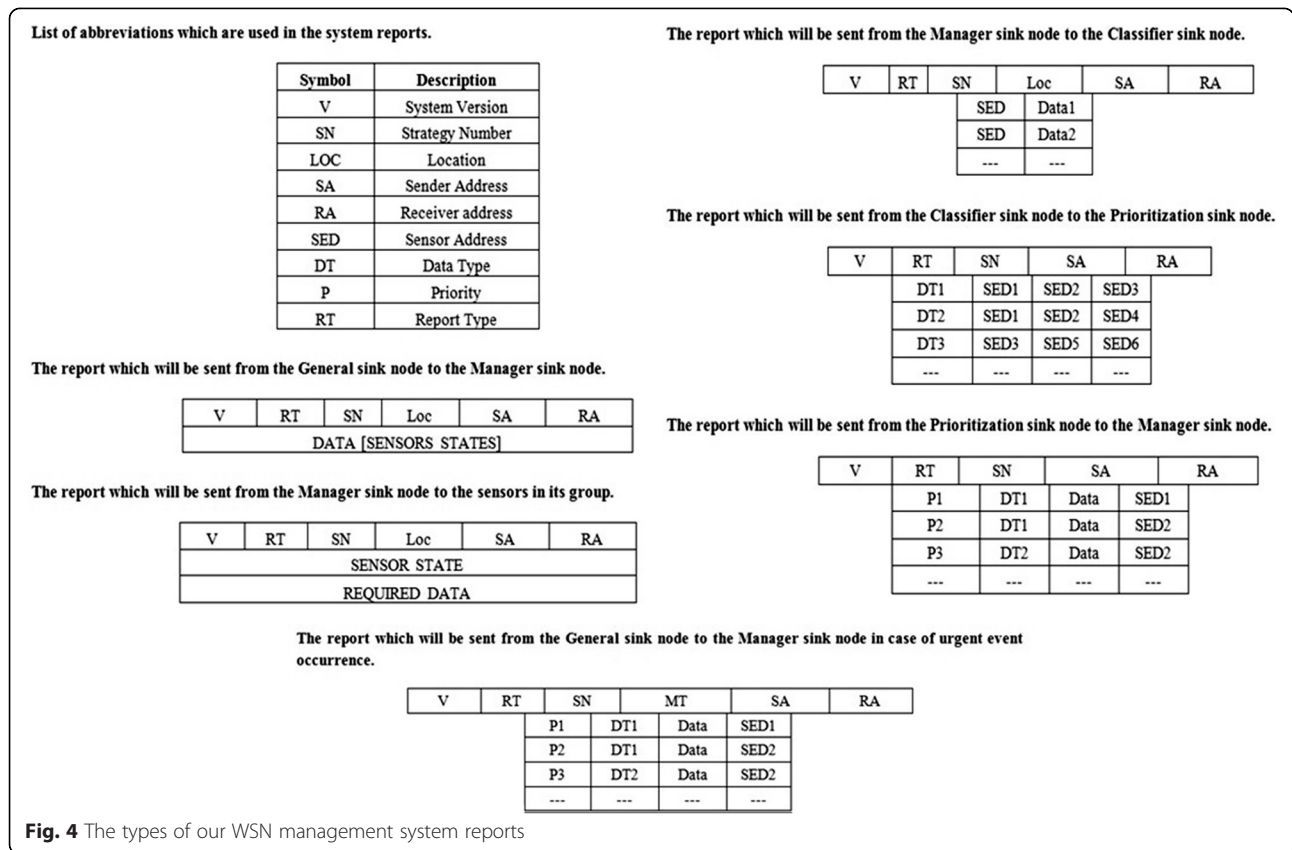 List of abbreviations which are used in the system reports.
Symbol Description
V System Version
SN Strategy Number
LOC Location
SA Sender Address
RA Receiver address
SED Sensor Address
DT Data Type
P Priority
RT Report Type
The report which will be sent from the General sink node to the Manager sink node.
V RT SN Loc SA RA
DATA [SENSORS STATES]
The report which will be sent from the Manager sink node to the sensors in its group.
V RT SN Loc SA RA
SENSOR STATE
REQUIRED DATA
The report which will be sent from the Manager sink node to the Classifier sink node.
V RT SN Loc SA RA
SED Data1
SED Data2
--- ---
The report which will be sent from the Classifier sink node to the Prioritization sink node.
V RT SN SA RA
DT1 SED1 SED2 SED3
DT2 SED1 SED2 SED4
DT3 SED3 SED5 SED6
--- --- --- ---
The report which will be sent from the Prioritization sink node to the Manager sink node.
V RT SN SA RA
P1 DT1 Data SED1
P2 DT1 Data SED2
P3 DT2 Data SED2
--- --- --- ---
The report which will be sent from the General sink node to the Manager sink node in case of urgent event
occurrence.
V RT SN MT SA RA
P1 DT1 Data SED1
P2 DT1 Data SED2
P3 DT2 Data SED2
--- --- --- ---
Fig. 4 The types of our WSN management system reports